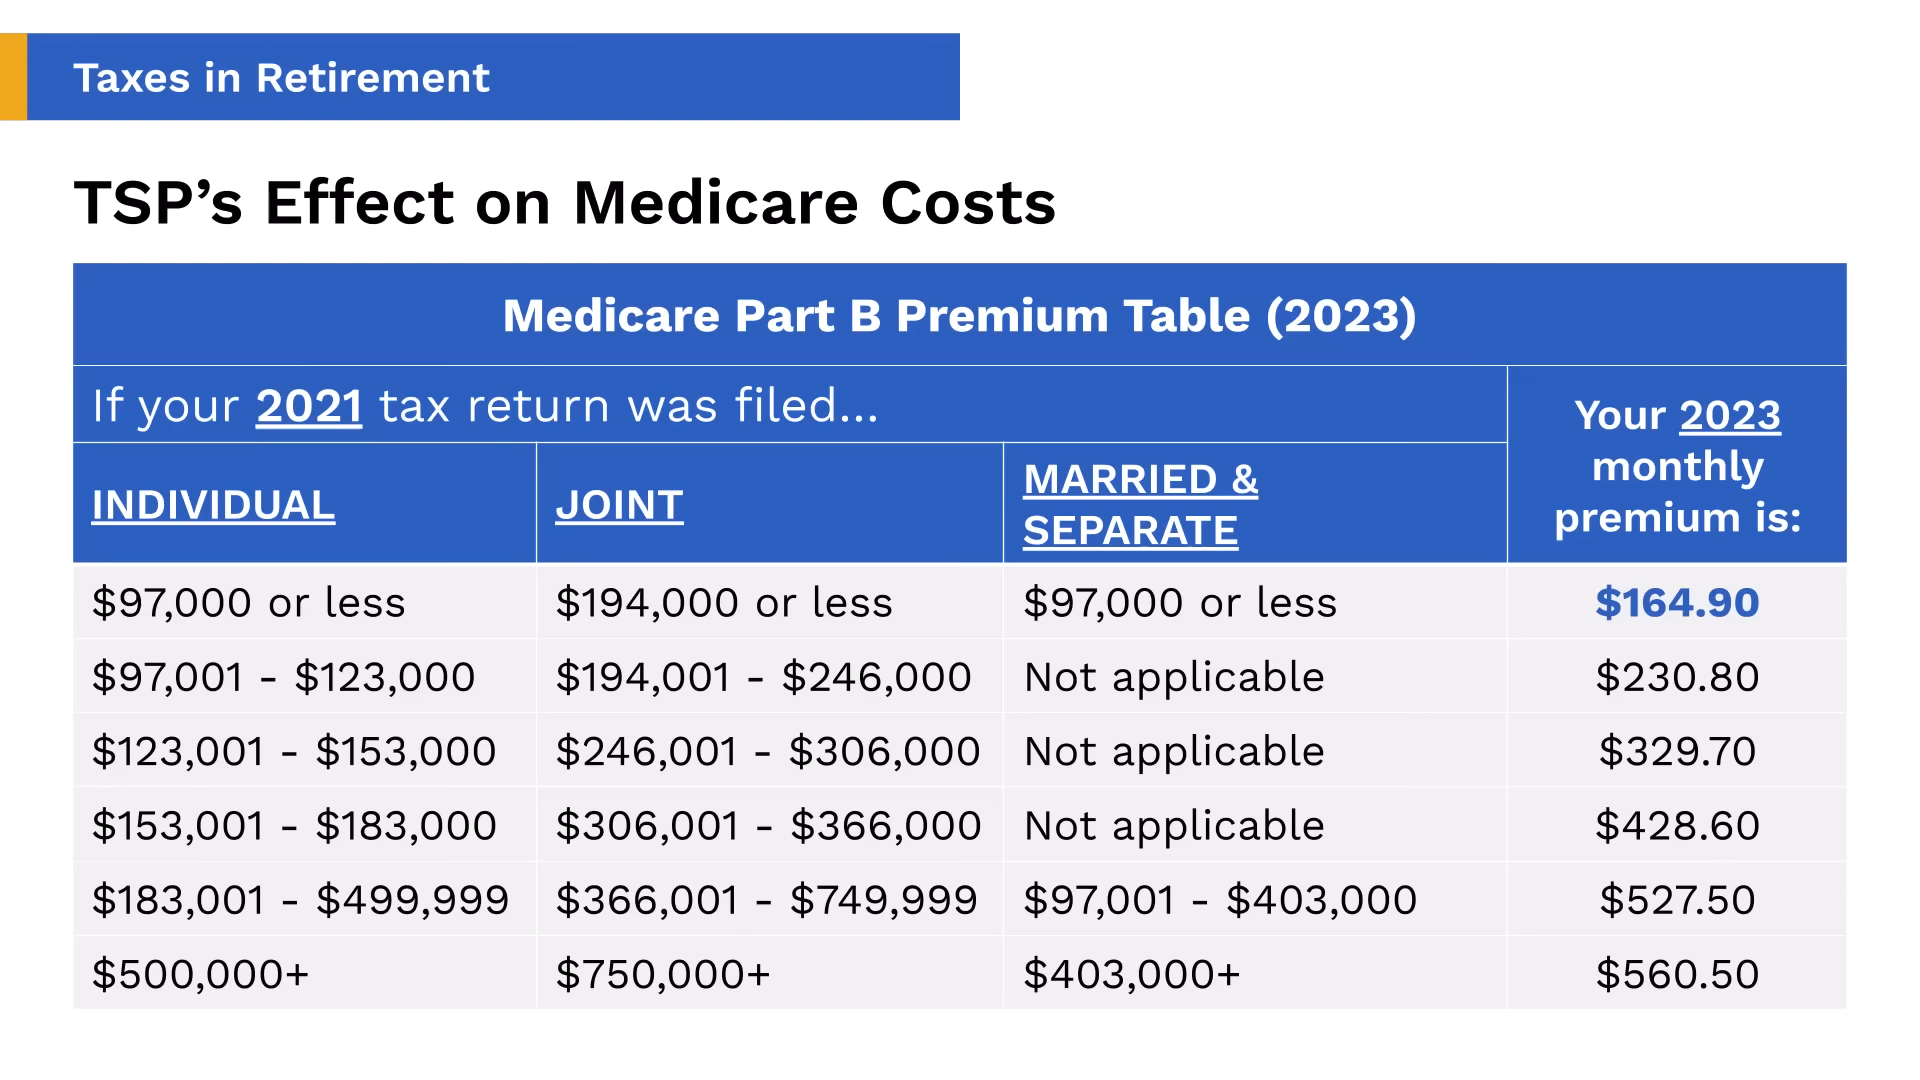 Taxes in Retirement
TSP’s Effect on Medicare Costs
Medicare Part B Premium Table (2023)
If your 2021 tax return was filed...
Your 2023
monthly
premium is:
INDIVIDUAL
JOINT
MARRIED &
SEPARATE
$97,000 or less
$194,000 or less
$97,000 or less
$164.90
$97,001 - $123,000
$194,001 - $246,000
Not applicable
$230.80
$123,001 - $153,000
$246,001 - $306,000
Not applicable
$329.70
$153,001 - $183,000
$306,001 - $366,000
Not applicable
$428.60
$183,001 - $499,999
$366,001 - $749,999
$97,001 - $403,000
$527.50
$500,000+
$750,000+
$403,000+
$560.50